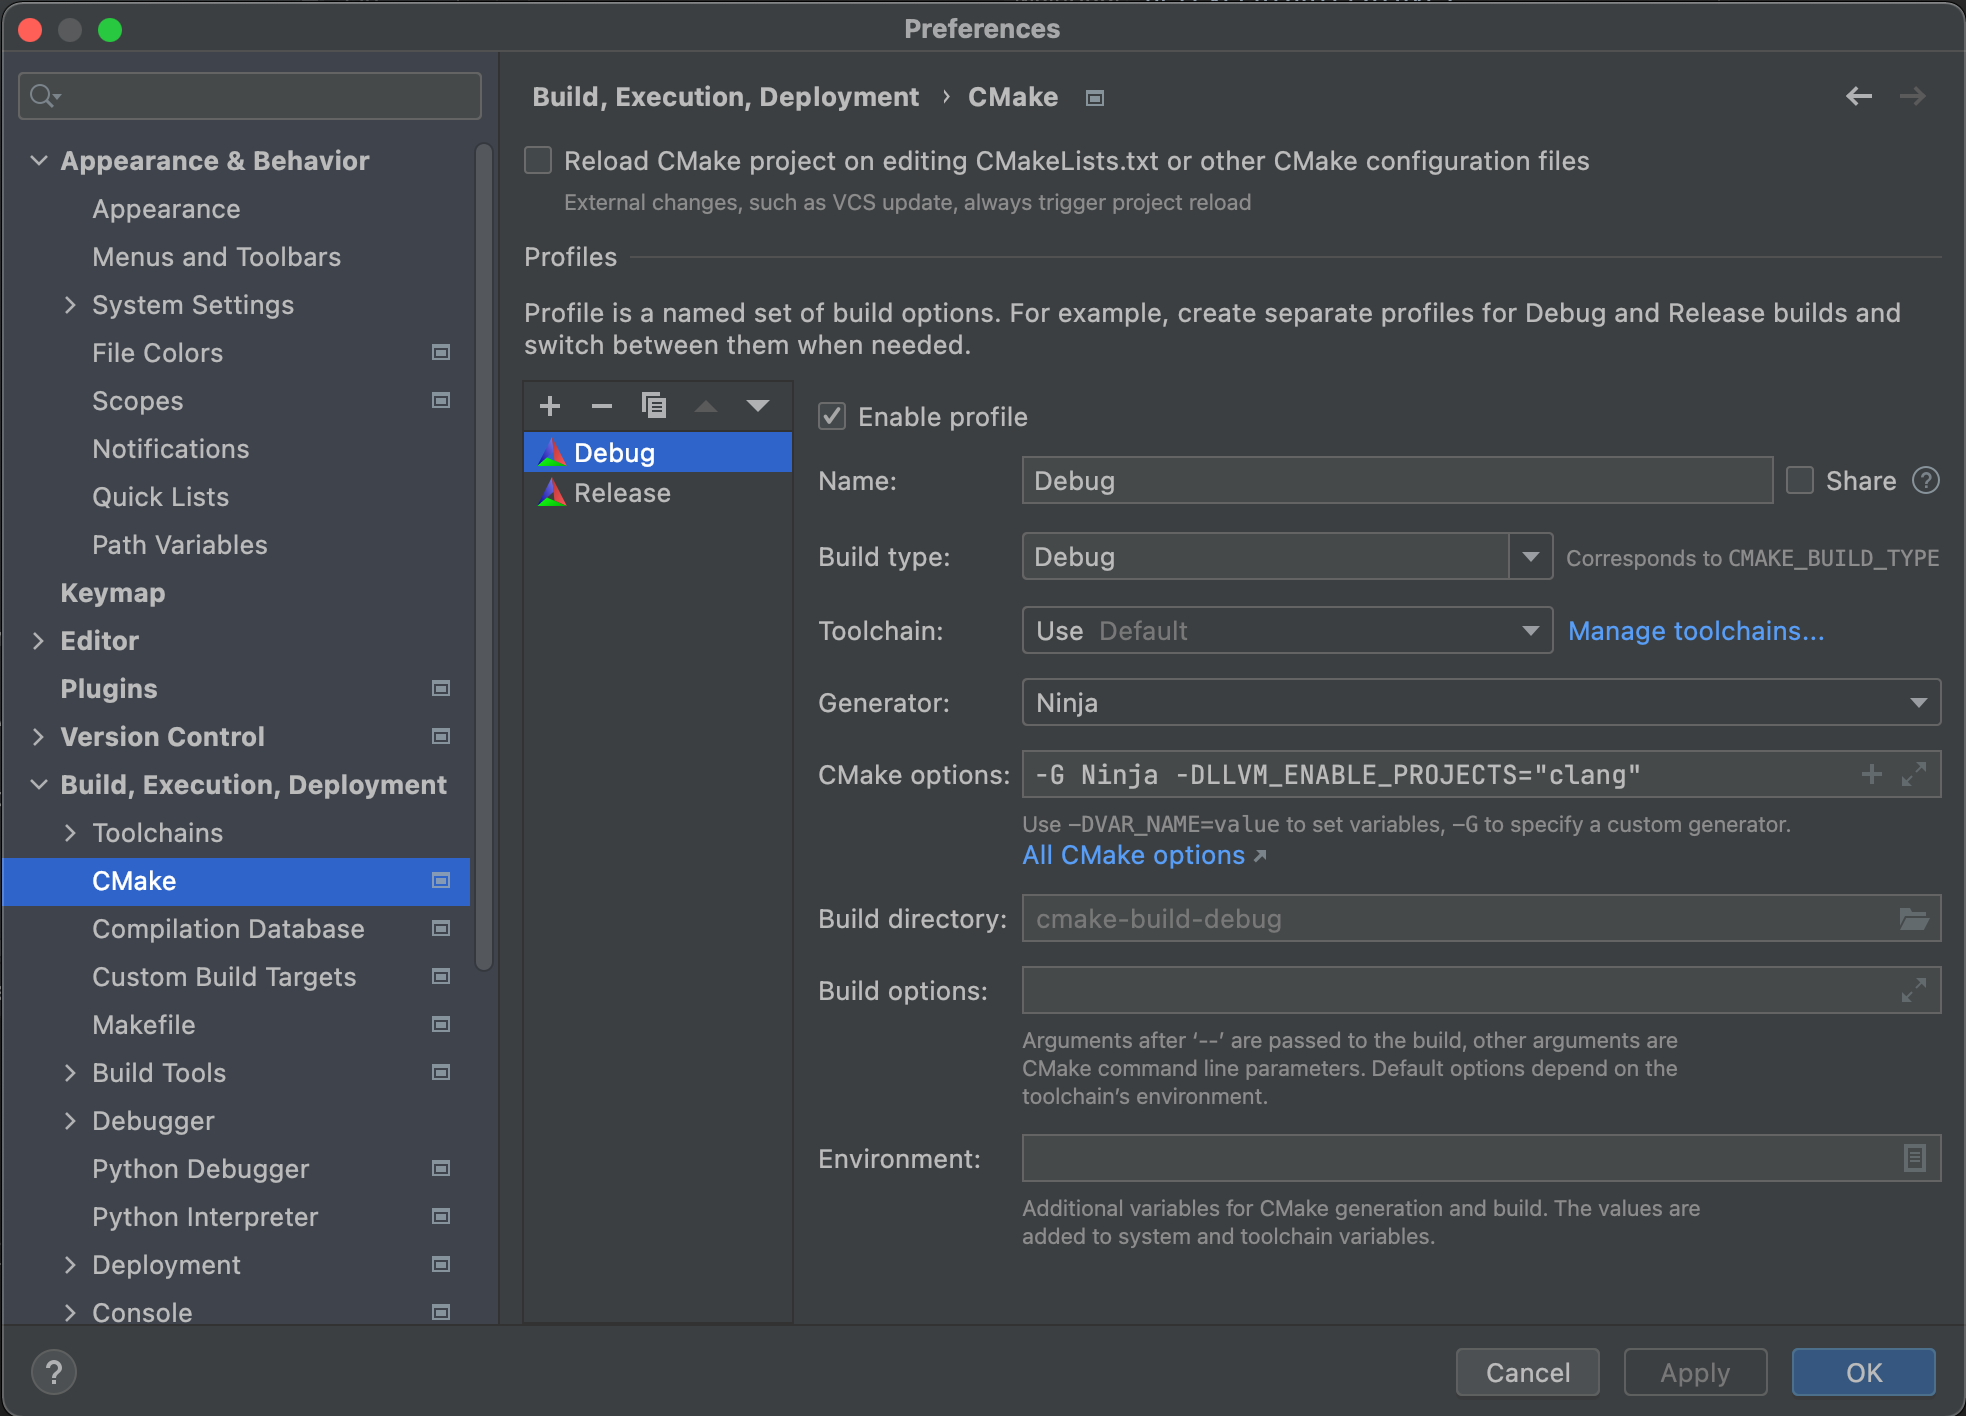 Preferences
Appearance & Behavior
Appearance
Menus and Toolbars
System Settings
File Colors
Scopes
Notifications
Quick Lists
Path Variables
Keymap
Editor
Plugins
Version Control
Build, Execution, Deployment
Toolchains
CMake
Compilation Database
Custom Build Targets
Makefile
Build Tools
Debugger
Python Debugger
Python Interpreter
Deployment
Console
Build, Execution, Deployment › CMake
Reload CMake project on editing CMakeLists.txt or other CMake configuration files
External changes, such as VCS update, always trigger project reload
Profiles
Profile is a named set of build options. For example, create separate profiles for Debug and Release builds and
switch between them when needed.
Debug
Release
Enable profile
Name: Debug Share ?
Build type: Debug Corresponds to CMAKE_BUILD_TYPE
Toolchain: Use Default Manage toolchains...
Generator: Ninja
CMake options: -G Ninja -DLLVM_ENABLE_PROJECTS="clang"
Use –DVAR_NAME=value to set variables, –G to specify a custom generator.
All CMake options ↗
Build directory: cmake-build-debug
Build options:
Arguments after ‘--’ are passed to the build, other arguments are
CMake command line parameters. Default options depend on the
toolchain’s environment.
Environment:
Additional variables for CMake generation and build. The values are
added to system and toolchain variables.
? Cancel Apply OK